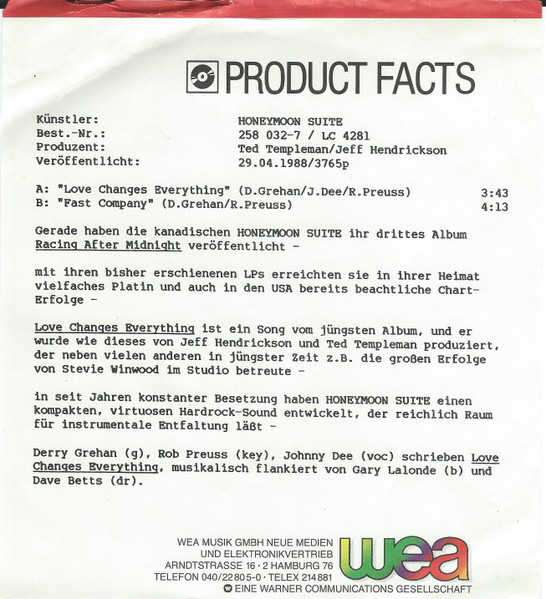 PRODUCT FACTS
Künstler: HONEYMOON SUITE
Best.-Nr.: 258 032-7 / LC 4281
Produzent: Ted Templeman/Jeff Hendrickson
Veröffentlicht: 29.04.1988/3765p
A: "Love Changes Everything" (D.Grehan/J.Dee/R.Preuss) 3:43
B: "Fast Company" (D.Grehan/R.Preuss) 4:13
Gerade haben die kanadischen HONEYMOON SUITE ihr drittes Album
Racing After Midnight veröffentlicht -
mit ihren bisher erschienenen LPs erreichten sie in ihrer Heimat
vielfaches Platin und auch in den USA bereits beachtliche Chart-
Erfolge -
Love Changes Everything ist ein Song vom jüngsten Album, und er
wurde wie dieses von Jeff Hendrickson und Ted Templeman produziert,
der neben vielen anderen in jüngster Zeit z.B. die großen Erfolge
von Stevie Winwood im Studio betreute -
in seit Jahren konstanter Besetzung haben HONEYMOON SUITE einen
kompakten, virtuosen Hardrock-Sound entwickelt, der reichlich Raum
für instrumentale Entfaltung läßt -
Derry Grehan (g), Rob Preuss (key), Johnny Dee (voc) schrieben Love
Changes Everything, musikalisch flankiert von Gary Lalonde (b) und
Dave Betts (dr).
WEA MUSIK GMBH NEUE MEDIEN
UND ELEKTRONIKVERTRIEB
ARNDTSTRASSE 16 · 2 HAMBURG 76
TELEFON 040/22805-0 · TELEX 214881
EINE WARNER COMMUNICATIONS GESELLSCHAFT
wea